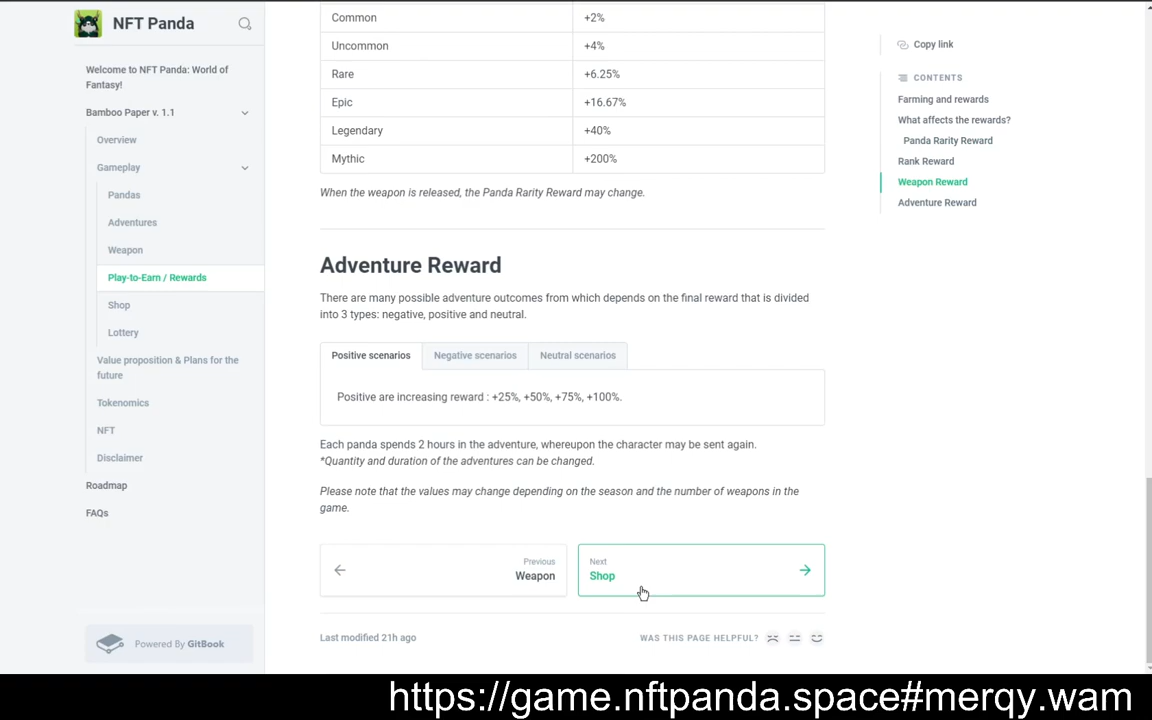 NFT Panda
Welcome to NFT Panda: World of
Fantasy!
Bamboo Paper v. 1.1
Overview
Gameplay
Pandas
Adventures
Weapon
Play-to-Earn / Rewards
Shop
Lottery
Value proposition & Plans for the
future
Tokenomics
NFT
Disclaimer
Roadmap
FAQs
Powered By GitBook
Common +2%
Uncommon +4%
Rare +6.25%
Epic +16.67%
Legendary +40%
Mythic +200%
When the weapon is released, the Panda Rarity Reward may change.
Adventure Reward
There are many possible adventure outcomes from which depends on the final reward that is divided
into 3 types: negative, positive and neutral.
Positive scenarios Negative scenarios Neutral scenarios
Positive are increasing reward : +25%, +50%, +75%, +100%.
Each panda spends 2 hours in the adventure, whereupon the character may be sent again.
*Quantity and duration of the adventures can be changed.
Please note that the values may change depending on the season and the number of weapons in the
game.
Previous
Weapon
Next
Shop
Last modified 21h ago
WAS THIS PAGE HELPFUL?
Copy link
CONTENTS
Farming and rewards
What affects the rewards?
Panda Rarity Reward
Rank Reward
Weapon Reward
Adventure Reward
https://game.nftpanda.space#merqy.wam